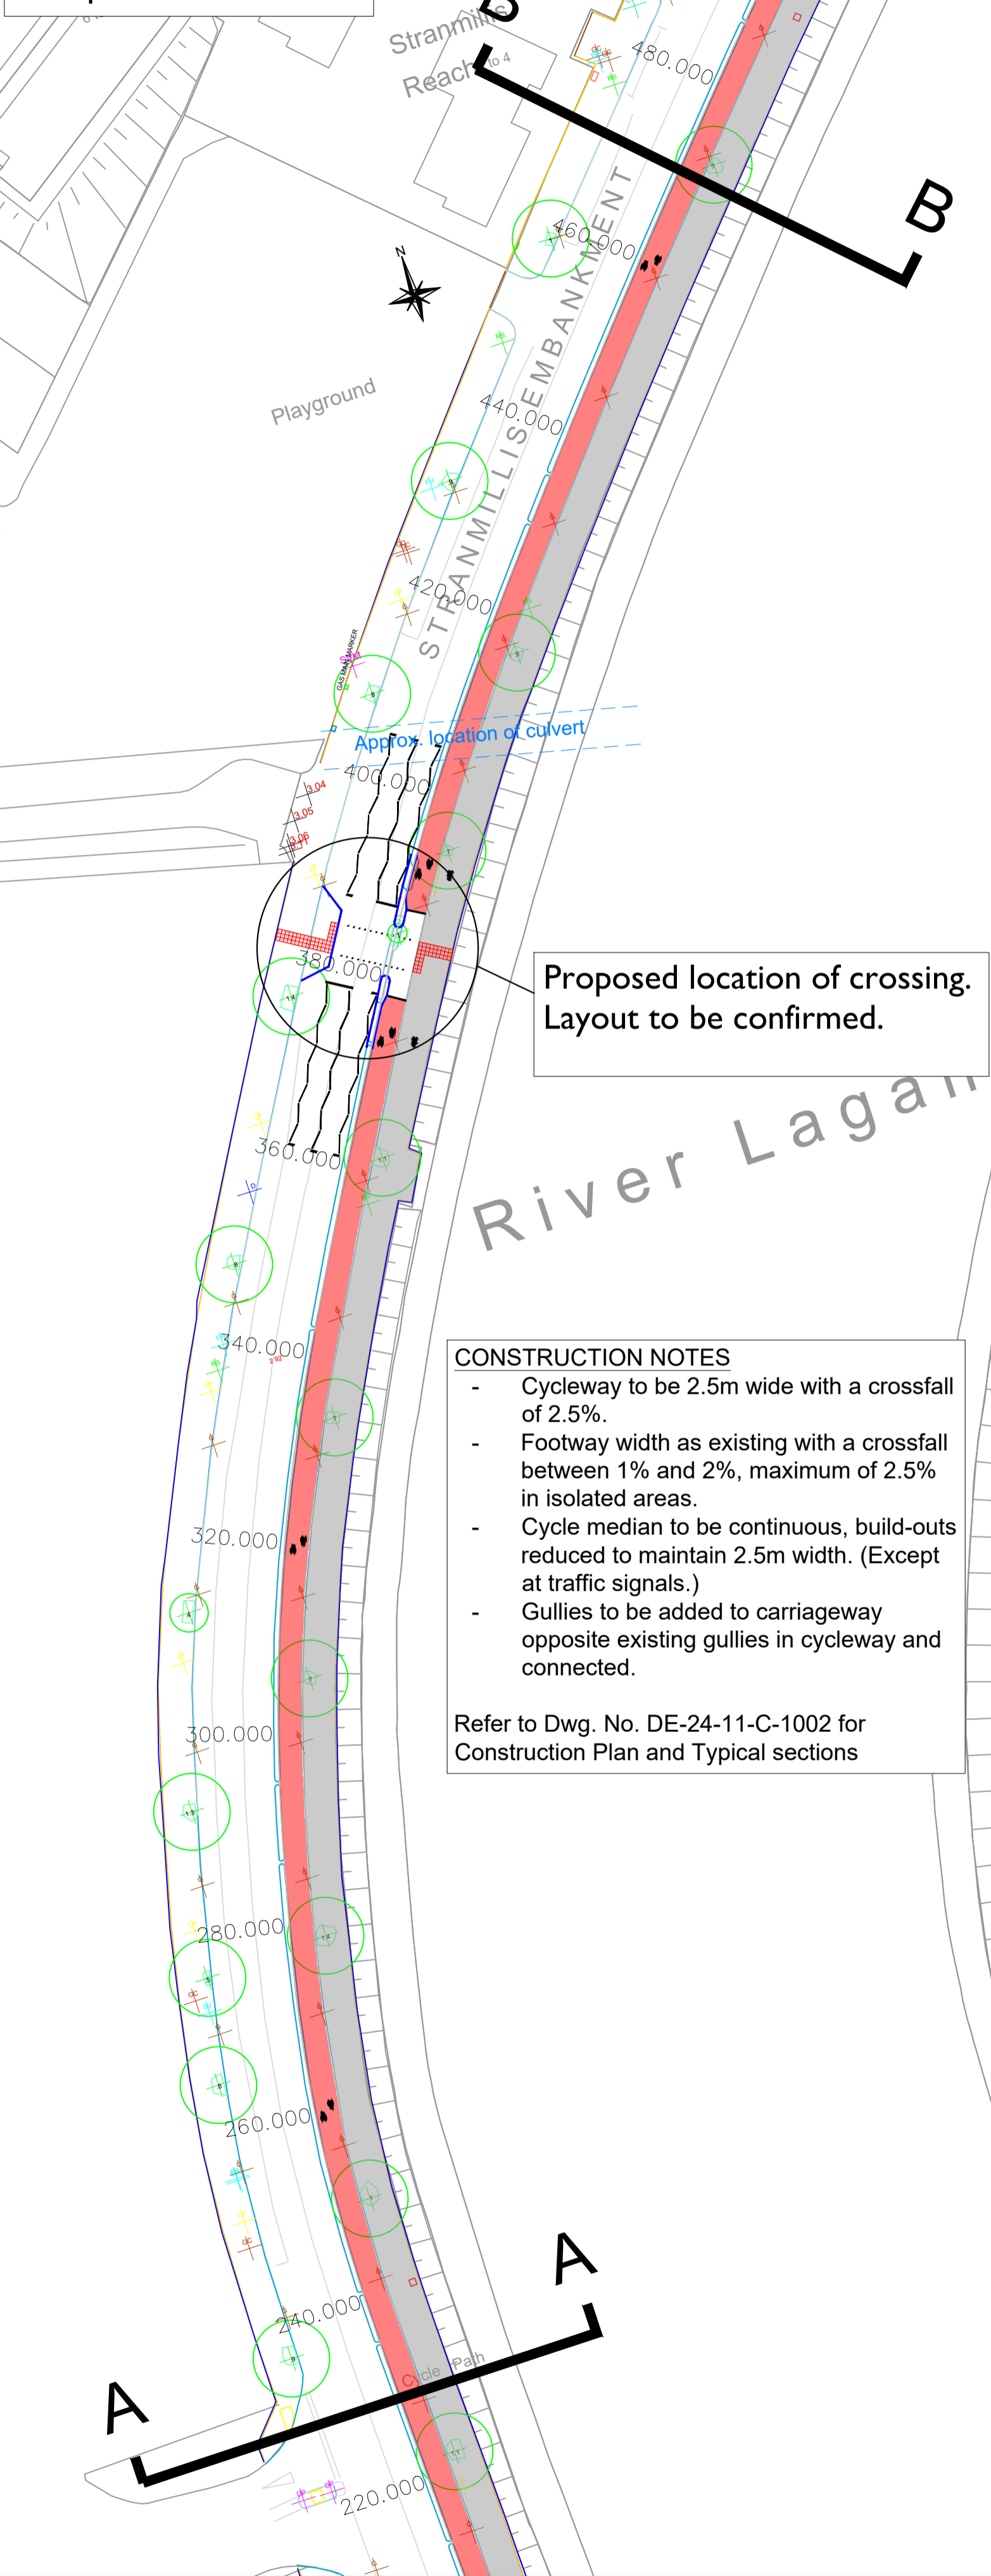 Stranmillis
Reach
to 4
B
480.000
B
460.000
N
STRANMILLIS EMBANKMENT
Playground
440.000
420.000
GAS MAIN MARKER
Approx. location of culvert
400.000
3.04
3.05
3.06
380.000
Proposed location of crossing.
Layout to be confirmed.
River Lagan
360.000
340.000
2.92
CONSTRUCTION NOTES
- Cycleway to be 2.5m wide with a crossfall
of 2.5%.
- Footway width as existing with a crossfall
between 1% and 2%, maximum of 2.5%
in isolated areas.
- Cycle median to be continuous, build-outs
reduced to maintain 2.5m width. (Except
at traffic signals.)
- Gullies to be added to carriageway
opposite existing gullies in cycleway and
connected.
Refer to Dwg. No. DE-24-11-C-1002 for
Construction Plan and Typical sections
320.000
300.000
280.000
260.000
A
240.000
Cycle Path
A
220.000